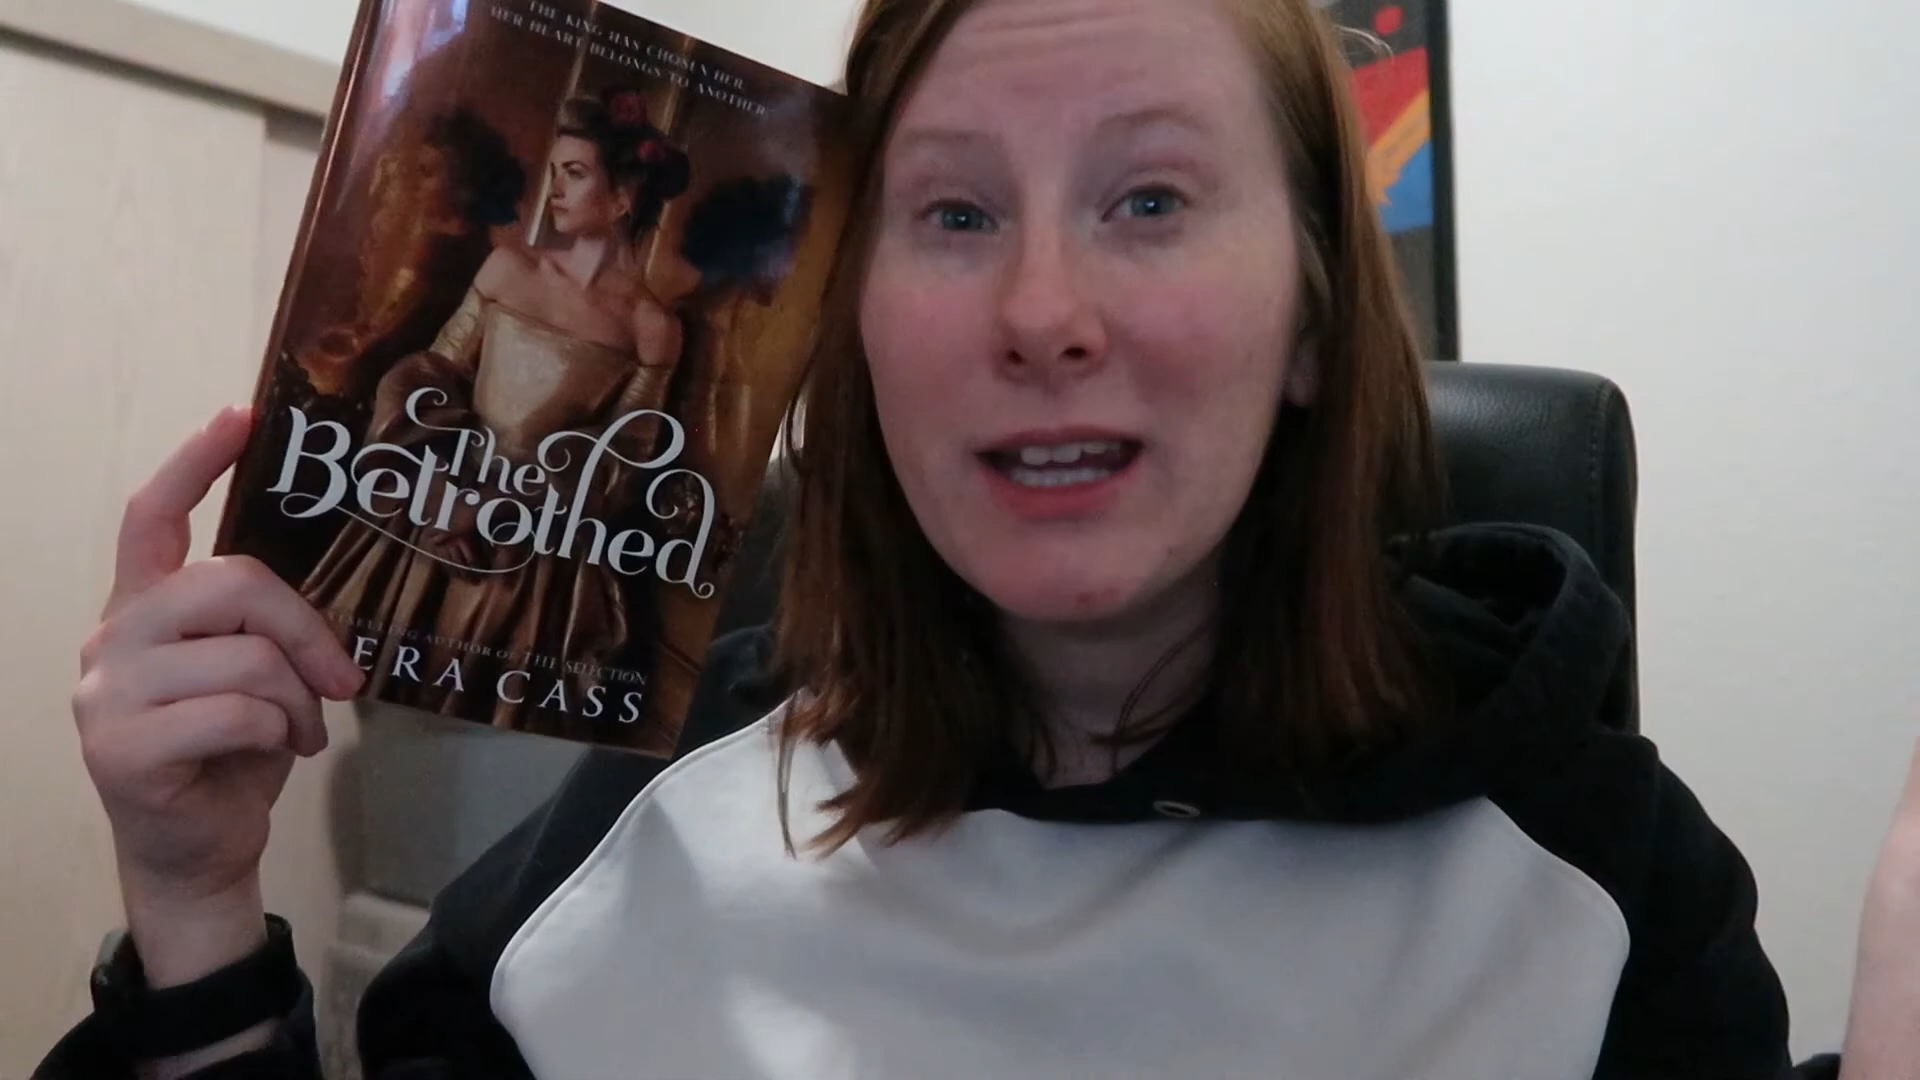 THE KING HAS CHOSEN HER
HER HEART BELONGS TO ANOTHER
The
Betrothed
AUTHOR OF THE SELECTION
ERA CASS